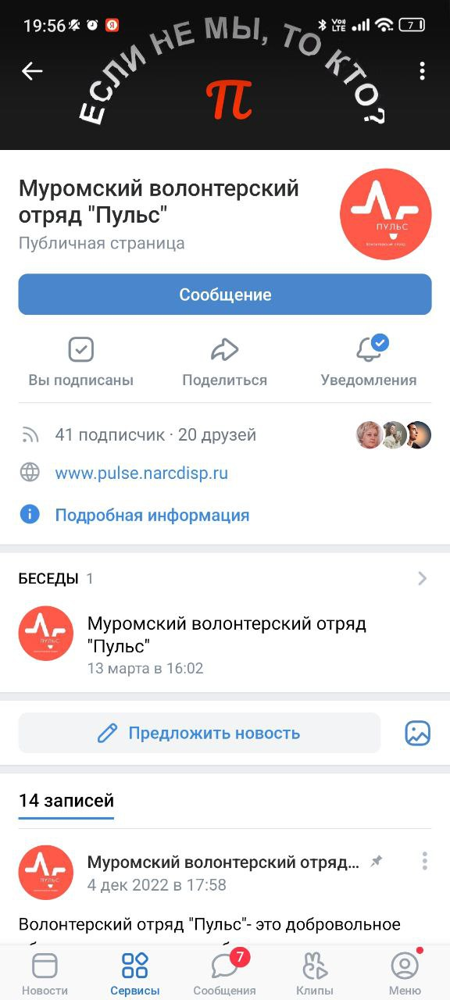 19:56
7
ЕСЛИ НЕ МЫ, ТО КТО?
π
Муромский волонтерский
отряд "Пульс"
Публичная страница
ПУЛЬС
волонтерский отряд
Сообщение
Вы подписаны
Поделиться
Уведомления
41 подписчик · 20 друзей
www.pulse.narcdisp.ru
Подробная информация
БЕСЕДЫ 1
ПУЛЬС
Муромский волонтерский отряд
"Пульс"
13 марта в 16:02
Предложить новость
14 записей
ПУЛЬС
Муромский волонтерский отряд...
4 дек 2022 в 17:58
Волонтерский отряд "Пульс"- это добровольное
7
Новости
Сервисы
Сообщения
Клипы
Меню